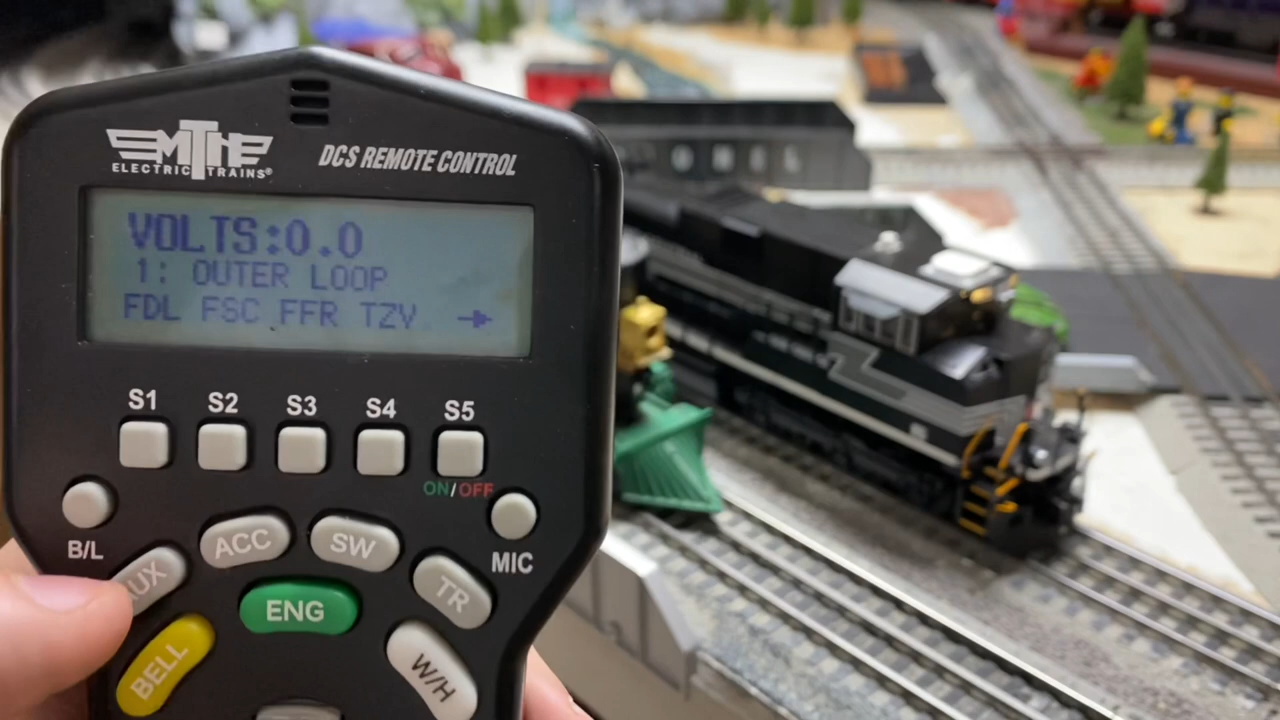 MTH
ELECTRIC TRAINS®
DCS REMOTE CONTROL
VOLTS:0.0
1: OUTER LOOP
FDL FSC FFR TZV
S1 S2 S3 S4 S5
ON/OFF
B/L
MIC
AUX
ACC
SW
TR
ENG
BELL
W/H